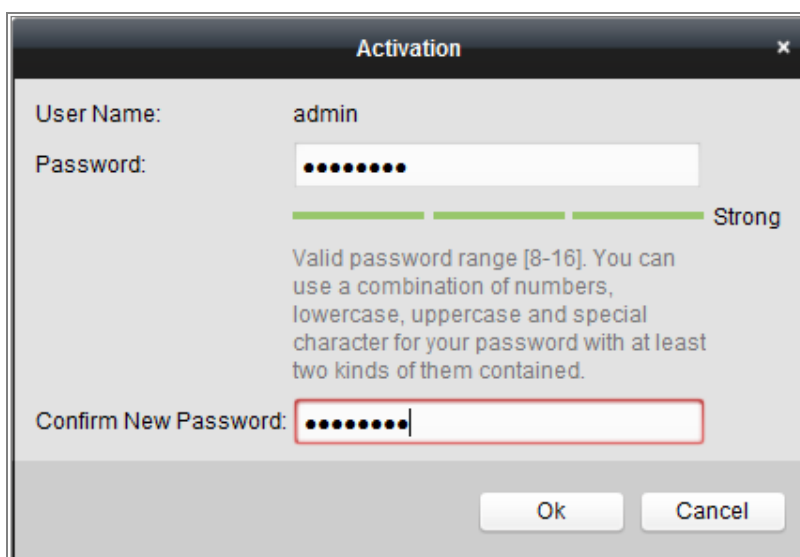 Activation ×
User Name: admin
Password: ••••••••
Strong
Valid password range [8-16]. You can
use a combination of numbers,
lowercase, uppercase and special
character for your password with at least
two kinds of them contained.
Confirm New Password: ••••••••
Ok Cancel